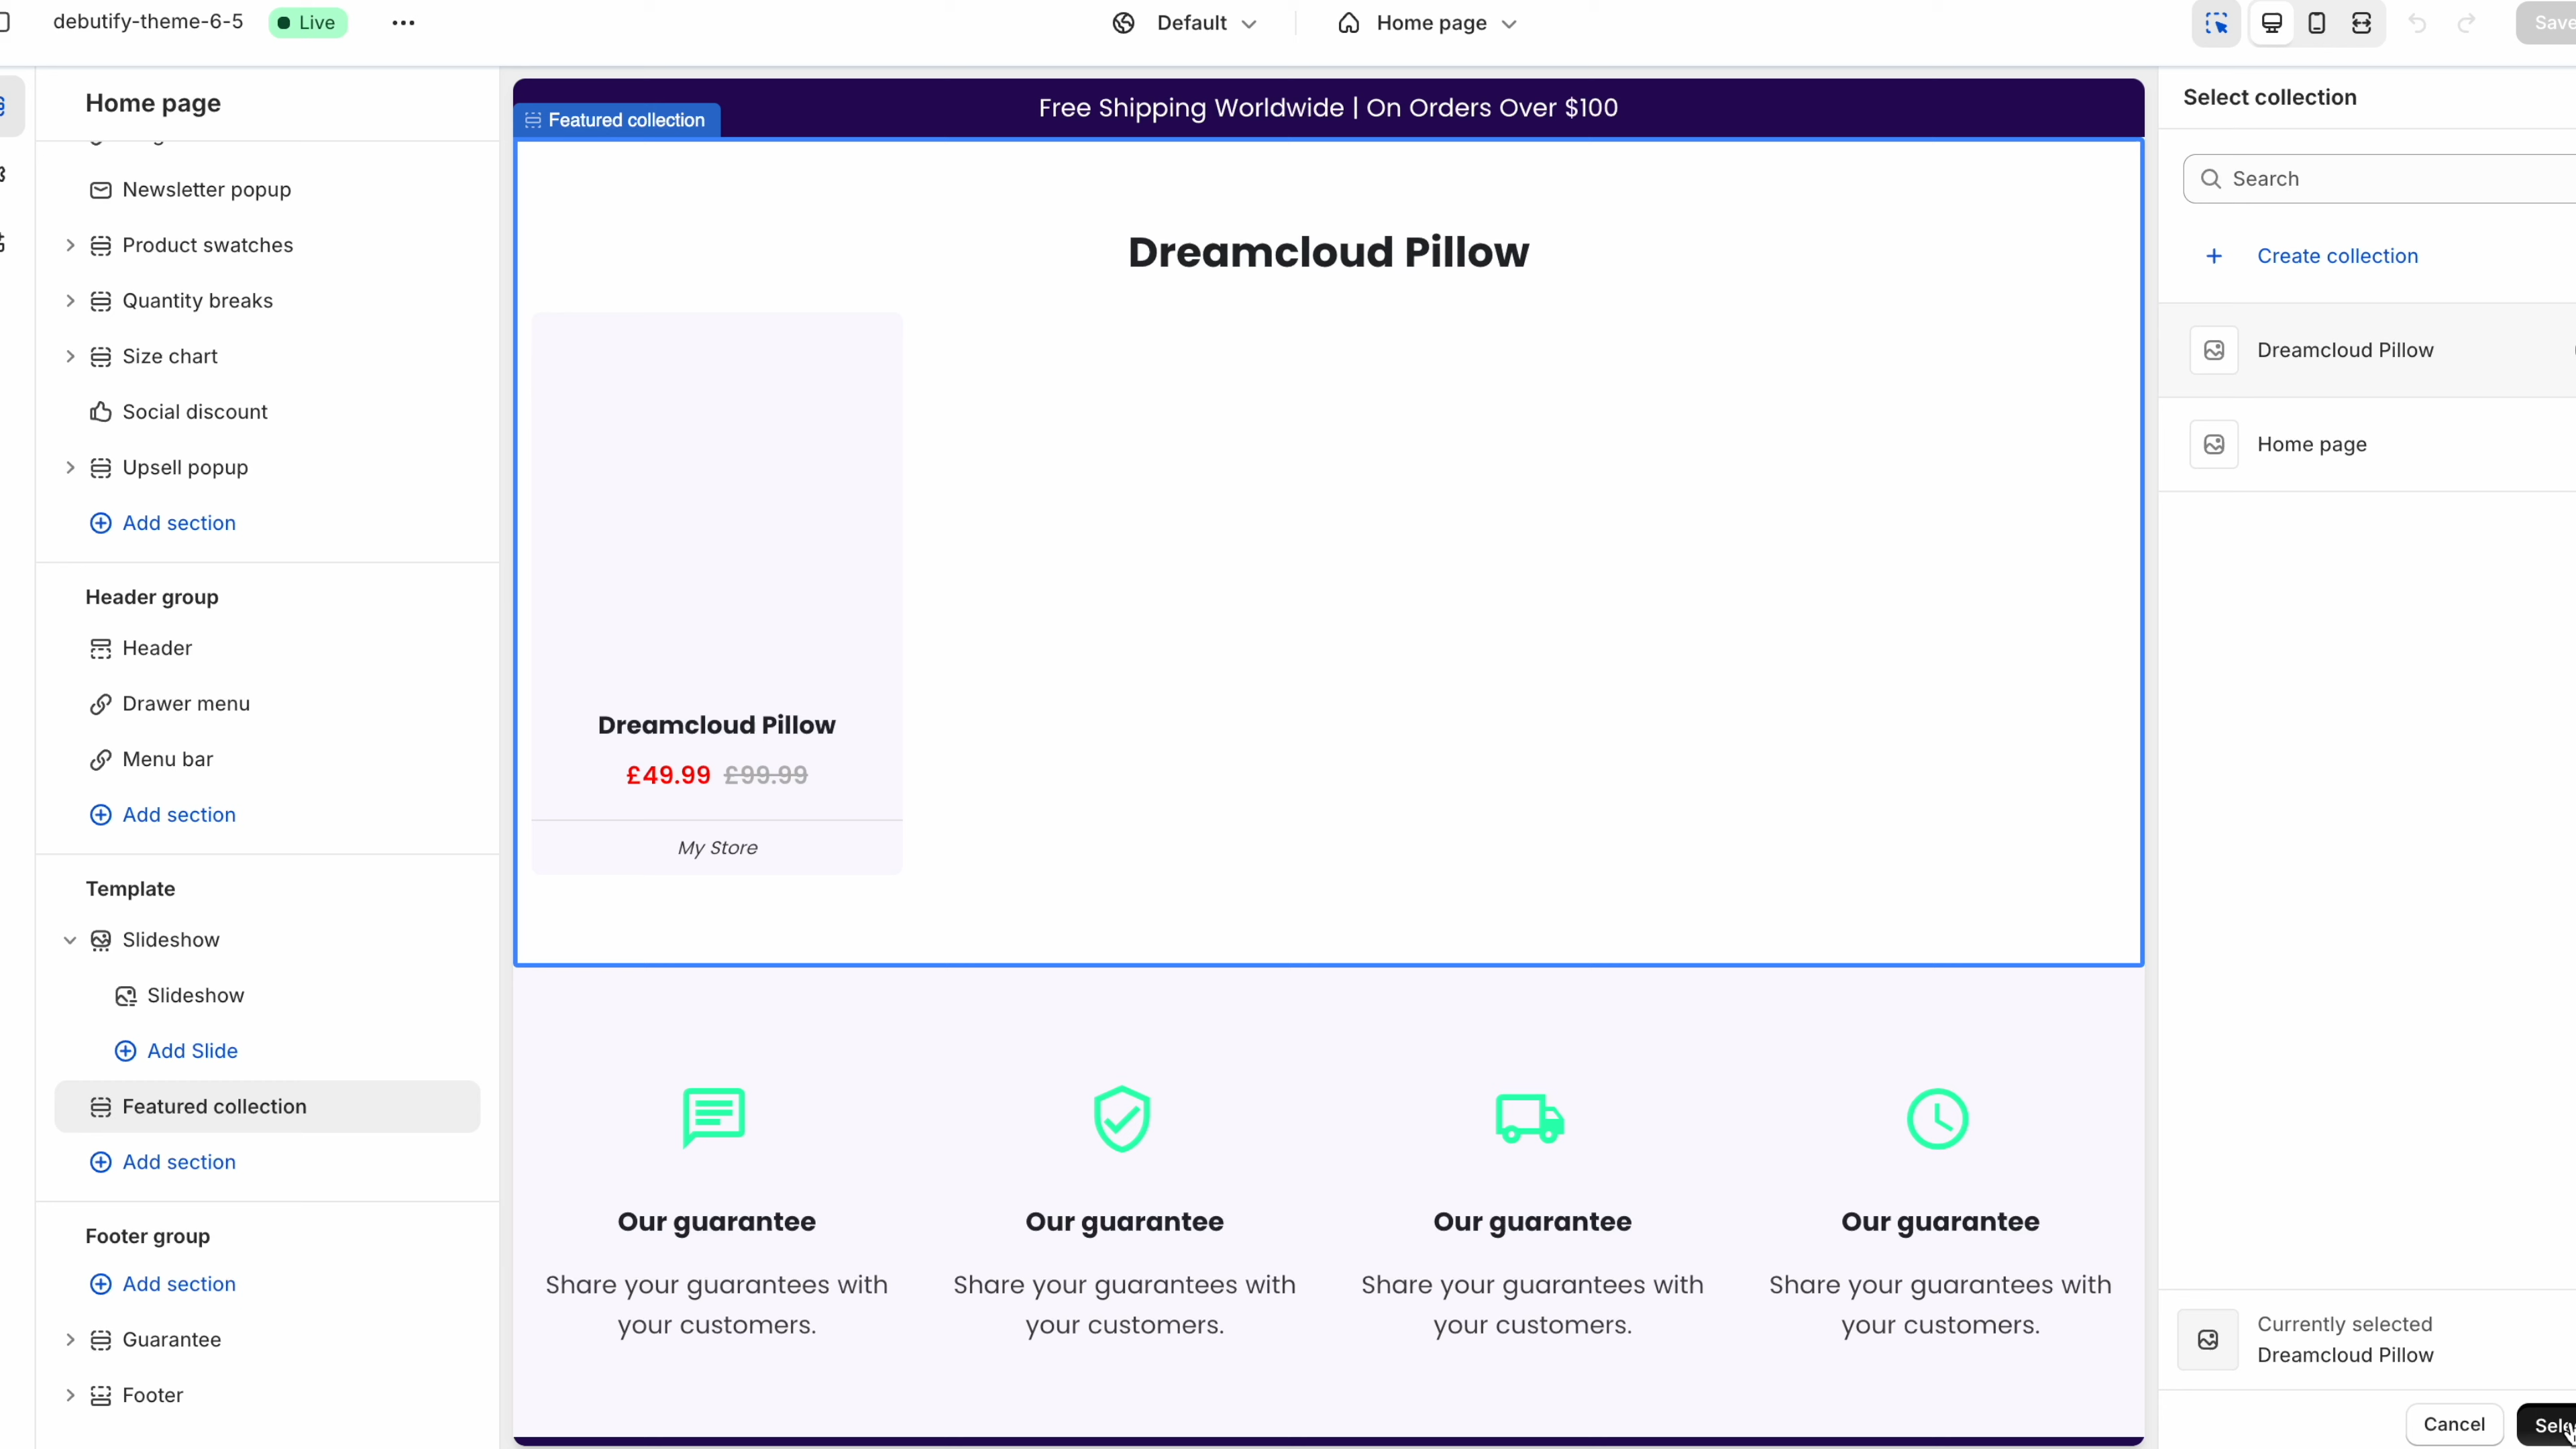 debutify-theme-6-5
Live
Default
Home page
Home page
Newsletter popup
Product swatches
Quantity breaks
Size chart
Social discount
Upsell popup
Add section
Header group
Header
Drawer menu
Menu bar
Add section
Template
Slideshow
Slideshow
Add Slide
Featured collection
Add section
Footer group
Add section
Guarantee
Footer
Free Shipping Worldwide | On Orders Over $100
Featured collection
Dreamcloud Pillow
Dreamcloud Pillow
£49.99 £99.99
My Store
Our guarantee
Share your guarantees with
your customers.
Our guarantee
Share your guarantees with
your customers.
Our guarantee
Share your guarantees with
your customers.
Our guarantee
Share your guarantees with
your customers.
Select collection
Search
Create collection
Dreamcloud Pillow
Home page
Currently selected
Dreamcloud Pillow
Cancel